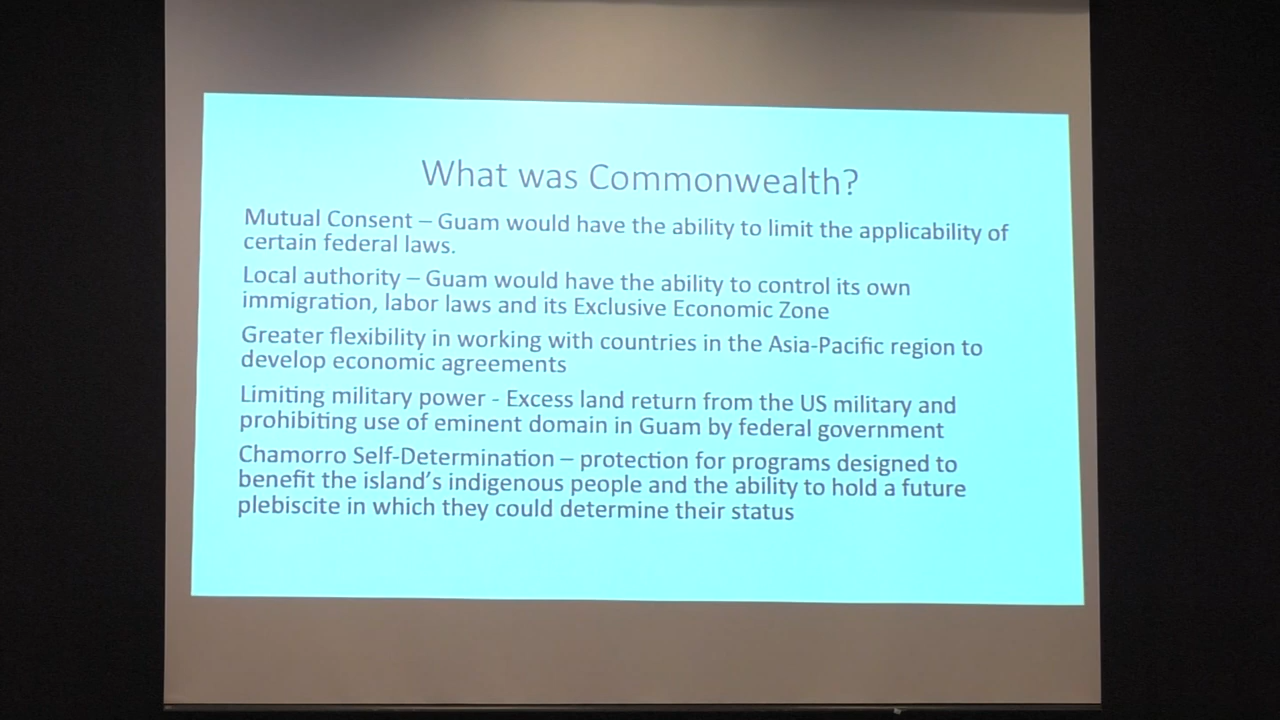 What was Commonwealth?
Mutual Consent – Guam would have the ability to limit the applicability of
certain federal laws.
Local authority – Guam would have the ability to control its own
immigration, labor laws and its Exclusive Economic Zone
Greater flexibility in working with countries in the Asia-Pacific region to
develop economic agreements
Limiting military power - Excess land return from the US military and
prohibiting use of eminent domain in Guam by federal government
Chamorro Self-Determination – protection for programs designed to
benefit the island’s indigenous people and the ability to hold a future
plebiscite in which they could determine their status